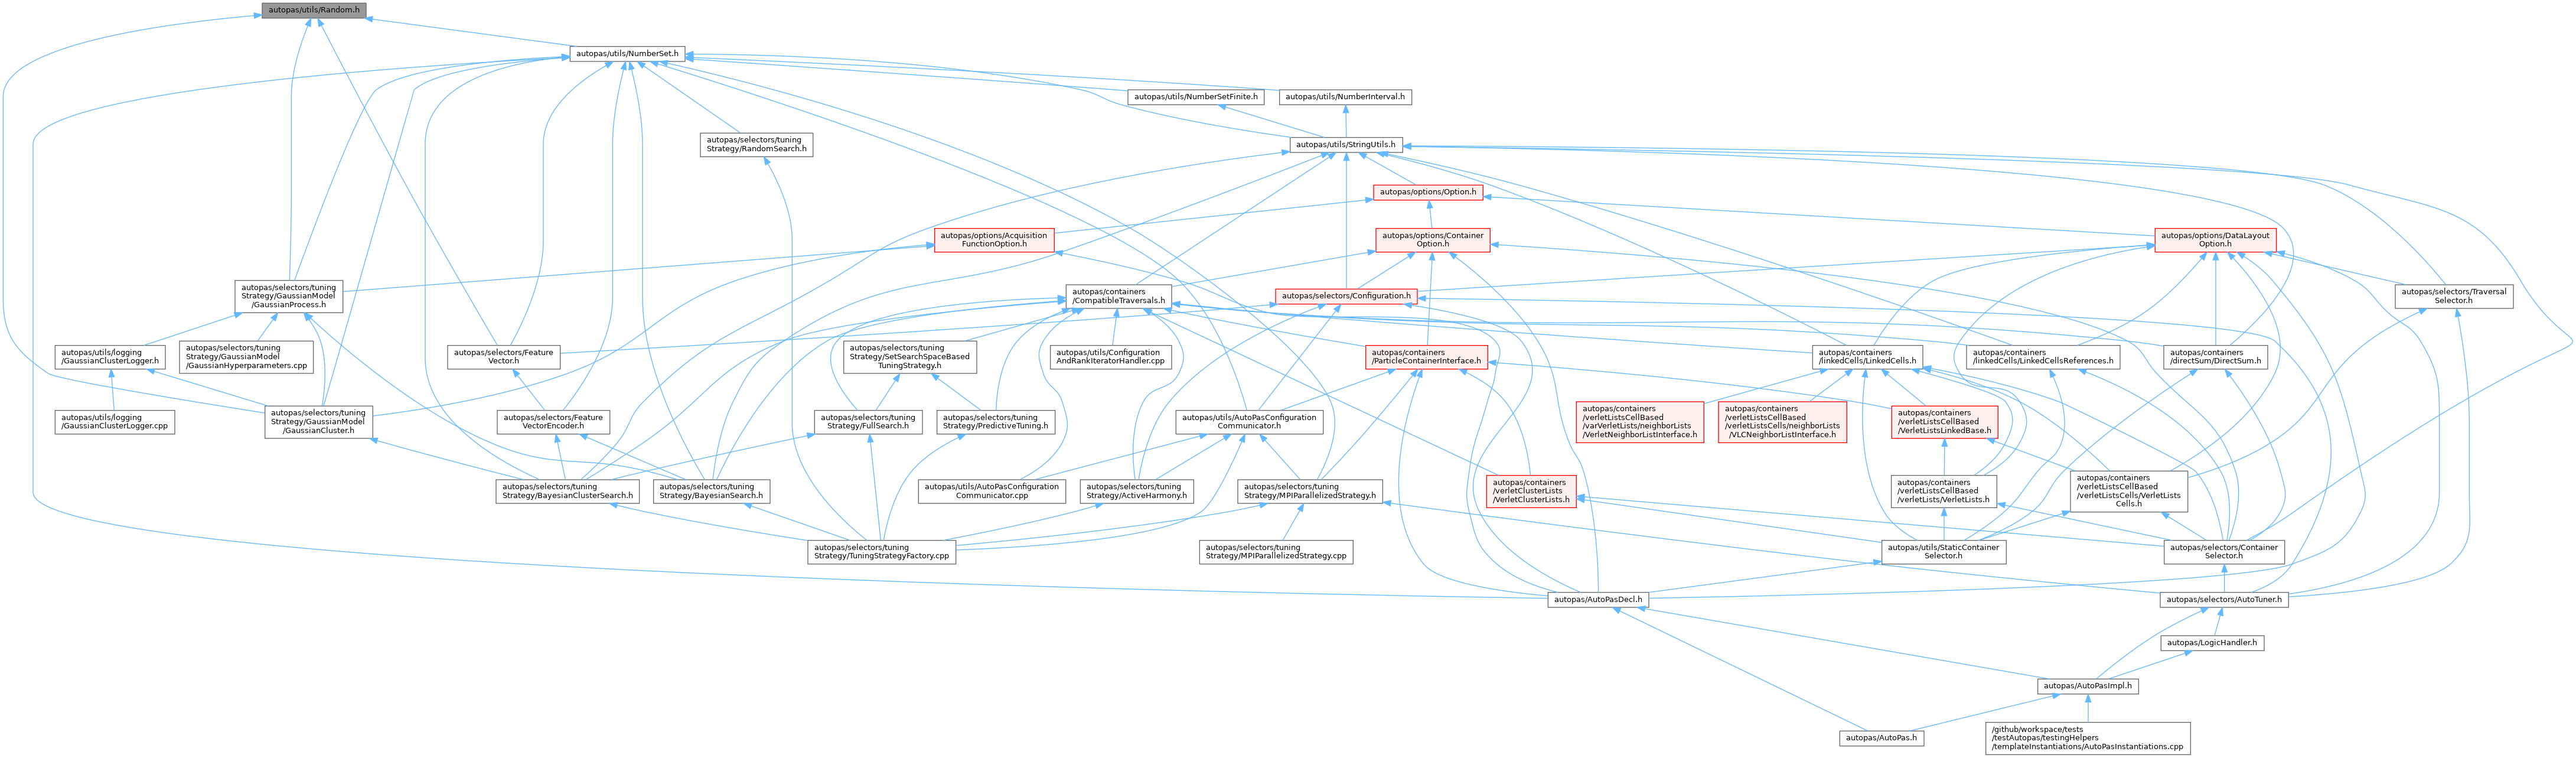 autopas/utils/Random.h
autopas/utils/NumberSet.h
autopas/utils/NumberSetFinite.h
autopas/utils/NumberInterval.h
autopas/selectors/tuning
Strategy/RandomSearch.h
autopas/utils/StringUtils.h
autopas/options/Option.h
autopas/options/Acquisition
FunctionOption.h
autopas/options/Container
Option.h
autopas/options/DataLayout
Option.h
autopas/selectors/tuning
Strategy/GaussianModel
/GaussianProcess.h
autopas/containers
/CompatibleTraversals.h
autopas/selectors/Configuration.h
autopas/selectors/Traversal
Selector.h
autopas/utils/logging
/GaussianClusterLogger.h
autopas/selectors/tuning
Strategy/GaussianModel
/GaussianHyperparameters.cpp
autopas/selectors/Feature
Vector.h
autopas/selectors/tuning
Strategy/SetSearchSpaceBased
TuningStrategy.h
autopas/utils/Configuration
AndRankIteratorHandler.cpp
autopas/containers
/ParticleContainerInterface.h
autopas/containers
/linkedCells/LinkedCells.h
autopas/containers
/linkedCells/LinkedCellsReferences.h
autopas/containers
/directSum/DirectSum.h
autopas/utils/logging
/GaussianClusterLogger.cpp
autopas/selectors/tuning
Strategy/GaussianModel
/GaussianCluster.h
autopas/selectors/Feature
VectorEncoder.h
autopas/selectors/tuning
Strategy/FullSearch.h
autopas/selectors/tuning
Strategy/PredictiveTuning.h
autopas/utils/AutoPasConfiguration
Communicator.h
autopas/containers
/verletListsCellBased
/varVerletLists/neighborLists
/VerletNeighborListInterface.h
autopas/containers
/verletListsCellBased
/verletListsCells/neighborLists
/VLCNeighborListInterface.h
autopas/containers
/verletListsCellBased
/VerletListsLinkedBase.h
autopas/selectors/tuning
Strategy/BayesianClusterSearch.h
autopas/selectors/tuning
Strategy/BayesianSearch.h
autopas/utils/AutoPasConfiguration
Communicator.cpp
autopas/selectors/tuning
Strategy/ActiveHarmony.h
autopas/selectors/tuning
Strategy/MPIParallelizedStrategy.h
autopas/containers
/verletClusterLists
/VerletClusterLists.h
autopas/containers
/verletListsCellBased
/verletLists/VerletLists.h
autopas/containers
/verletListsCellBased
/verletListsCells/VerletLists
Cells.h
autopas/selectors/tuning
Strategy/TuningStrategyFactory.cpp
autopas/selectors/tuning
Strategy/MPIParallelizedStrategy.cpp
autopas/utils/StaticContainer
Selector.h
autopas/selectors/Container
Selector.h
autopas/AutoPasDecl.h
autopas/selectors/AutoTuner.h
autopas/LogicHandler.h
autopas/AutoPasImpl.h
autopas/AutoPas.h
/github/workspace/tests
/testAutopas/testingHelpers
/templateInstantiations/AutoPasInstantiations.cpp